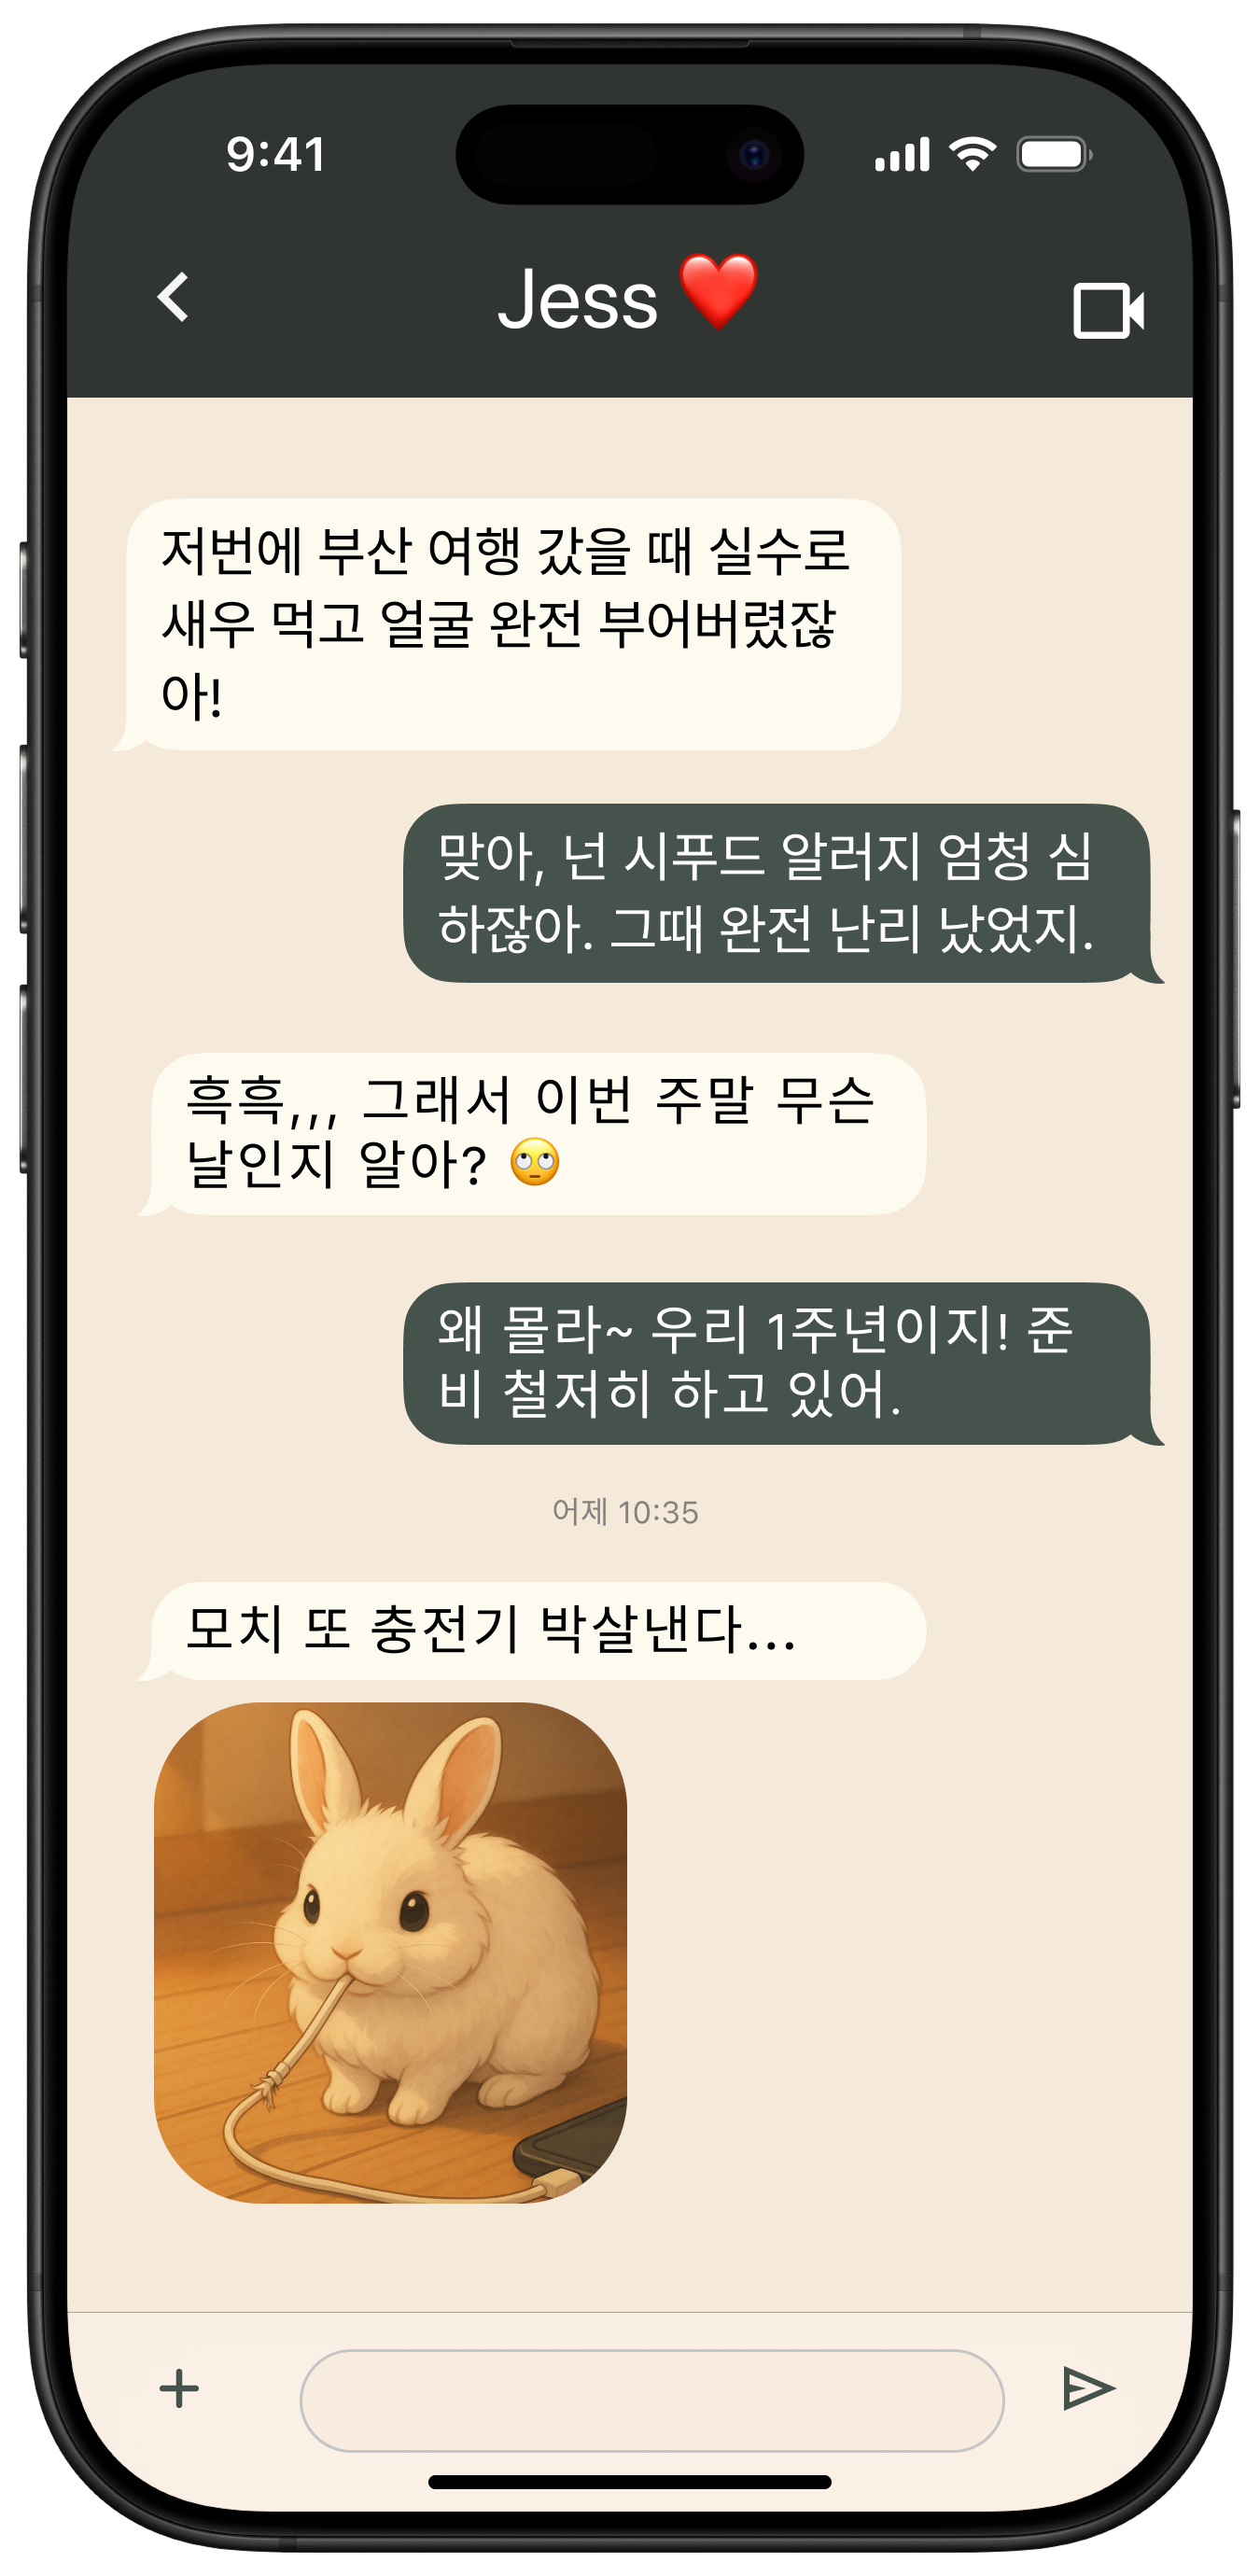 9:41
Jess ❤️
저번에 부산 여행 갔을 때 실수로
새우 먹고 얼굴 완전 부어버렸잖
아!
맞아, 넌 시푸드 알러지 엄청 심
하잖아. 그때 완전 난리 났었지.
흑흑,,, 그래서 이번 주말 무슨
날인지 알아? 🙄
왜 몰라~ 우리 1주년이지! 준
비 철저히 하고 있어.
어제 10:35
모치 또 충전기 박살낸다...